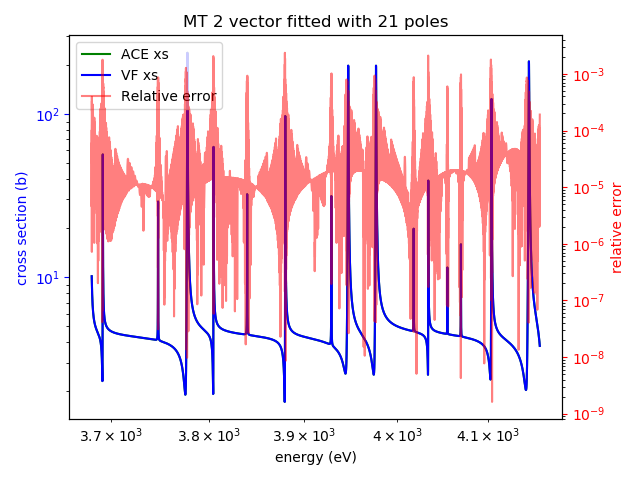 MT 2 vector fitted with 21 poles
ACE xs
VF xs
Relative error
10²
10¹
cross section (b)
10⁻³
10⁻⁴
10⁻⁵
10⁻⁶
10⁻⁷
10⁻⁸
10⁻⁹
relative error
3.7 × 10³
3.8 × 10³
3.9 × 10³
4 × 10³
4.1 × 10³
energy (eV)